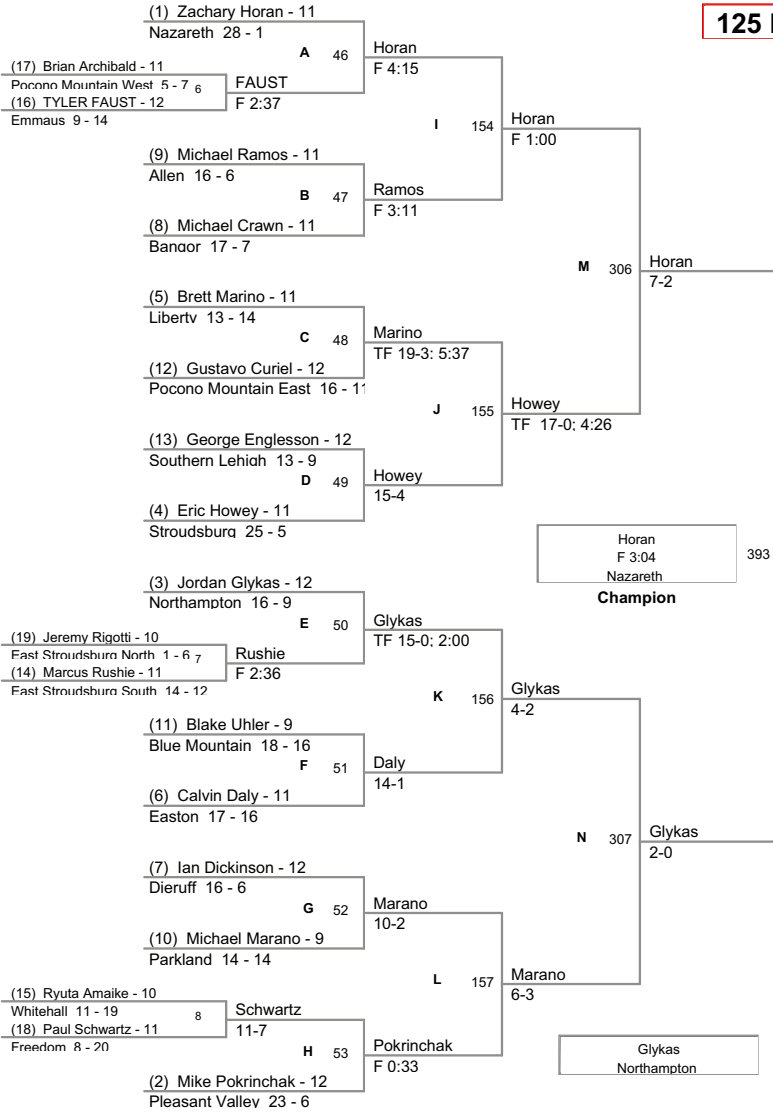 125
(1) Zachary Horan - 11
Nazareth 28 - 1
A 46
Horan
F 4:15
(17) Brian Archibald - 11
Pocono Mountain West 5 - 7 6
(16) TYLER FAUST - 12
Emmaus 9 - 14
FAUST
F 2:37
I 154
Horan
F 1:00
(9) Michael Ramos - 11
Allen 16 - 6
B 47
Ramos
F 3:11
(8) Michael Crawn - 11
Bangor 17 - 7
M 306
Horan
7-2
(5) Brett Marino - 11
Liberty 13 - 14
C 48
Marino
TF 19-3; 5:37
(12) Gustavo Curiel - 12
Pocono Mountain East 16 - 11
J 155
Howey
TF 17-0; 4:26
(13) George Englesson - 12
Southern Lehigh 13 - 9
D 49
Howey
15-4
(4) Eric Howey - 11
Stroudsburg 25 - 5
Horan
F 3:04
Nazareth
393
Champion
(3) Jordan Glykas - 12
Northampton 16 - 9
E 50
Glykas
TF 15-0; 2:00
(19) Jeremy Rigotti - 10
East Stroudsburg North 1 - 6 7
(14) Marcus Rushie - 11
East Stroudsburg South 14 - 12
Rushie
F 2:36
K 156
Glykas
4-2
(11) Blake Uhler - 9
Blue Mountain 18 - 16
F 51
Daly
14-1
(6) Calvin Daly - 11
Easton 17 - 16
N 307
Glykas
2-0
(7) Ian Dickinson - 12
Dieruff 16 - 6
G 52
Marano
10-2
(10) Michael Marano - 9
Parkland 14 - 14
L 157
Marano
6-3
(15) Ryuta Amaike - 10
Whitehall 11 - 19
8
(18) Paul Schwartz - 11
Freedom 8 - 20
Schwartz
11-7
H 53
Pokrinchak
F 0:33
(2) Mike Pokrinchak - 12
Pleasant Valley 23 - 6
Glykas
Northampton